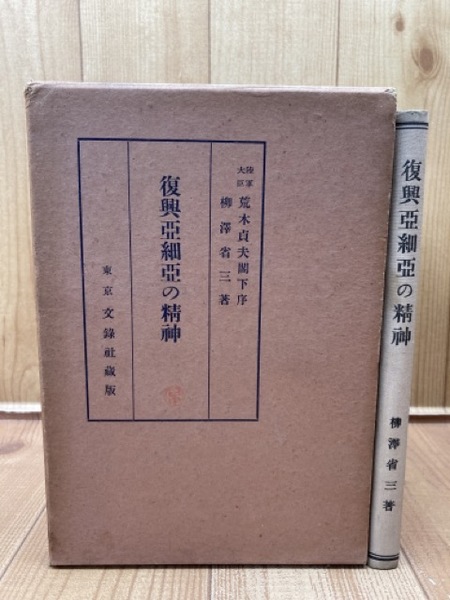 陸軍
大臣
荒木貞夫閣下序
柳澤省三著
復興亞細亞の精神
東京 文錄社藏版
復興亞細亞の精神
柳澤省三著